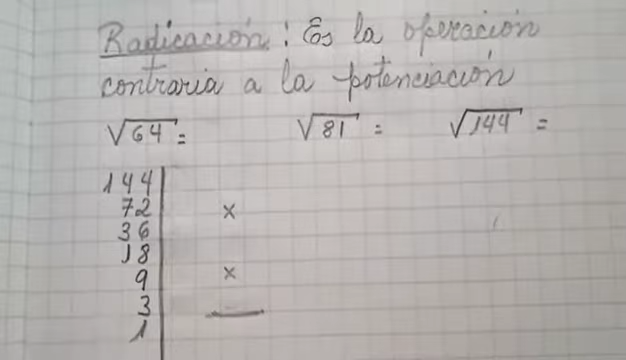 Radicación: Es la operación
contraria a la potenciación
√64 = √81 = √144 =
144
72 ×
36
18
9 ×
3
1